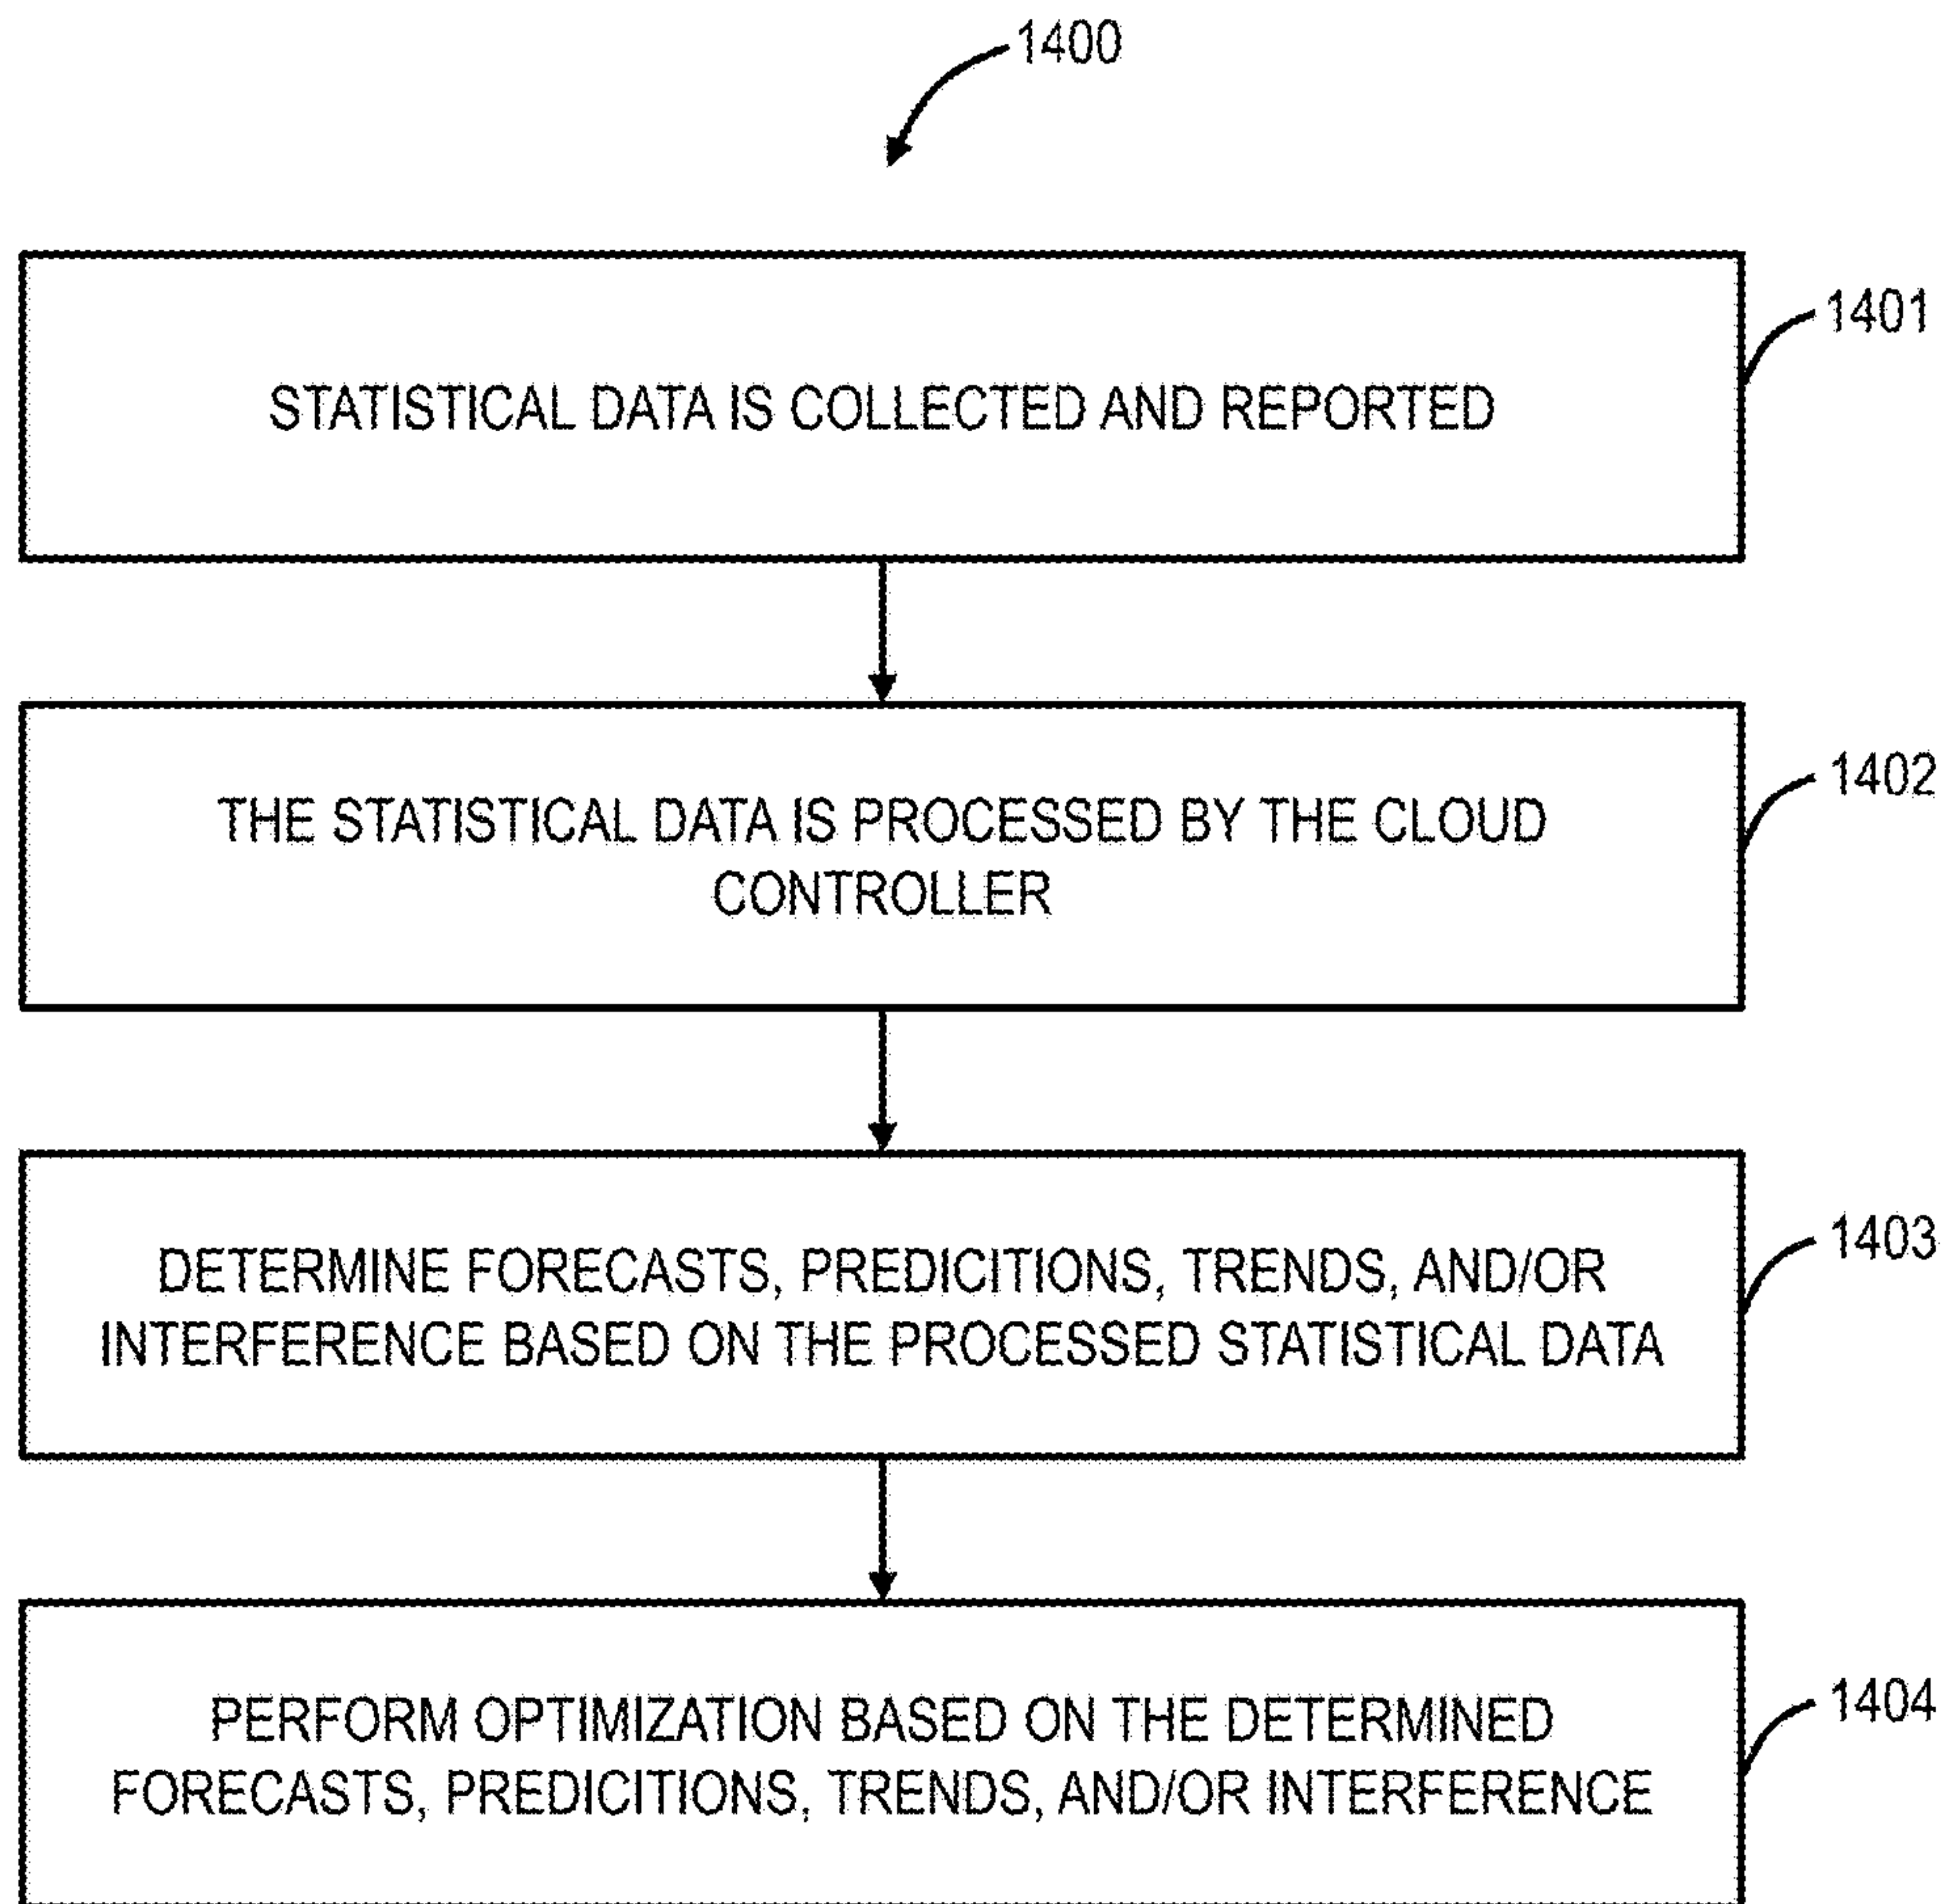 1400
1401
STATISTICAL DATA IS COLLECTED AND REPORTED
1402
THE STATISTICAL DATA IS PROCESSED BY THE CLOUD
CONTROLLER
1403
DETERMINE FORECASTS, PREDICITIONS, TRENDS, AND/OR
INTERFERENCE BASED ON THE PROCESSED STATISTICAL DATA
1404
PERFORM OPTIMIZATION BASED ON THE DETERMINED
FORECASTS, PREDICITIONS, TRENDS, AND/OR INTERFERENCE